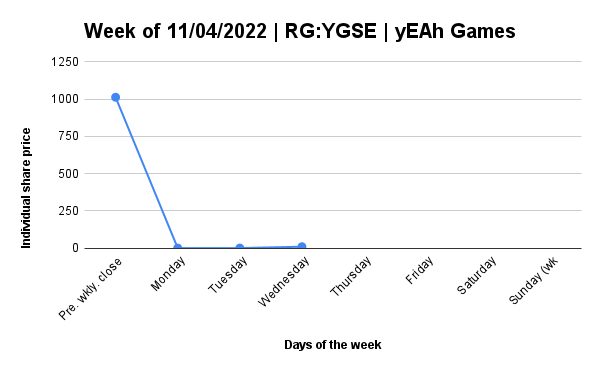 Week of 11/04/2022 | RG:YGSE | yEAh Games
Individual share price
1250
1000
750
500
250
0
Pre. wkly. close
Monday
Tuesday
Wednesday
Thursday
Friday
Saturday
Sunday (wk
Days of the week